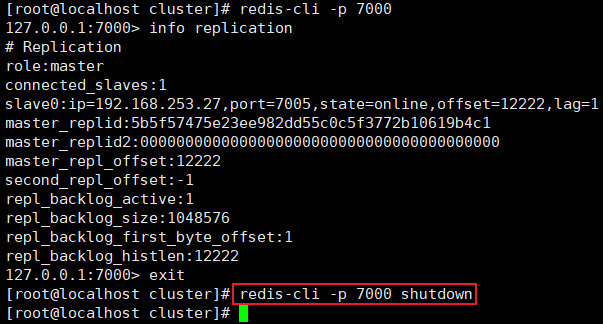 [root@localhost cluster]# redis-cli -p 7000
127.0.0.1:7000> info replication
# Replication
role:master
connected_slaves:1
slave0:ip=192.168.253.27,port=7005,state=online,offset=12222,lag=1
master_replid:5b5f57475e23ee982dd55c0c5f3772b10619b4c1
master_replid2:0000000000000000000000000000000000000000
master_repl_offset:12222
second_repl_offset:-1
repl_backlog_active:1
repl_backlog_size:1048576
repl_backlog_first_byte_offset:1
repl_backlog_histlen:12222
127.0.0.1:7000> exit
[root@localhost cluster]# redis-cli -p 7000 shutdown
[root@localhost cluster]#